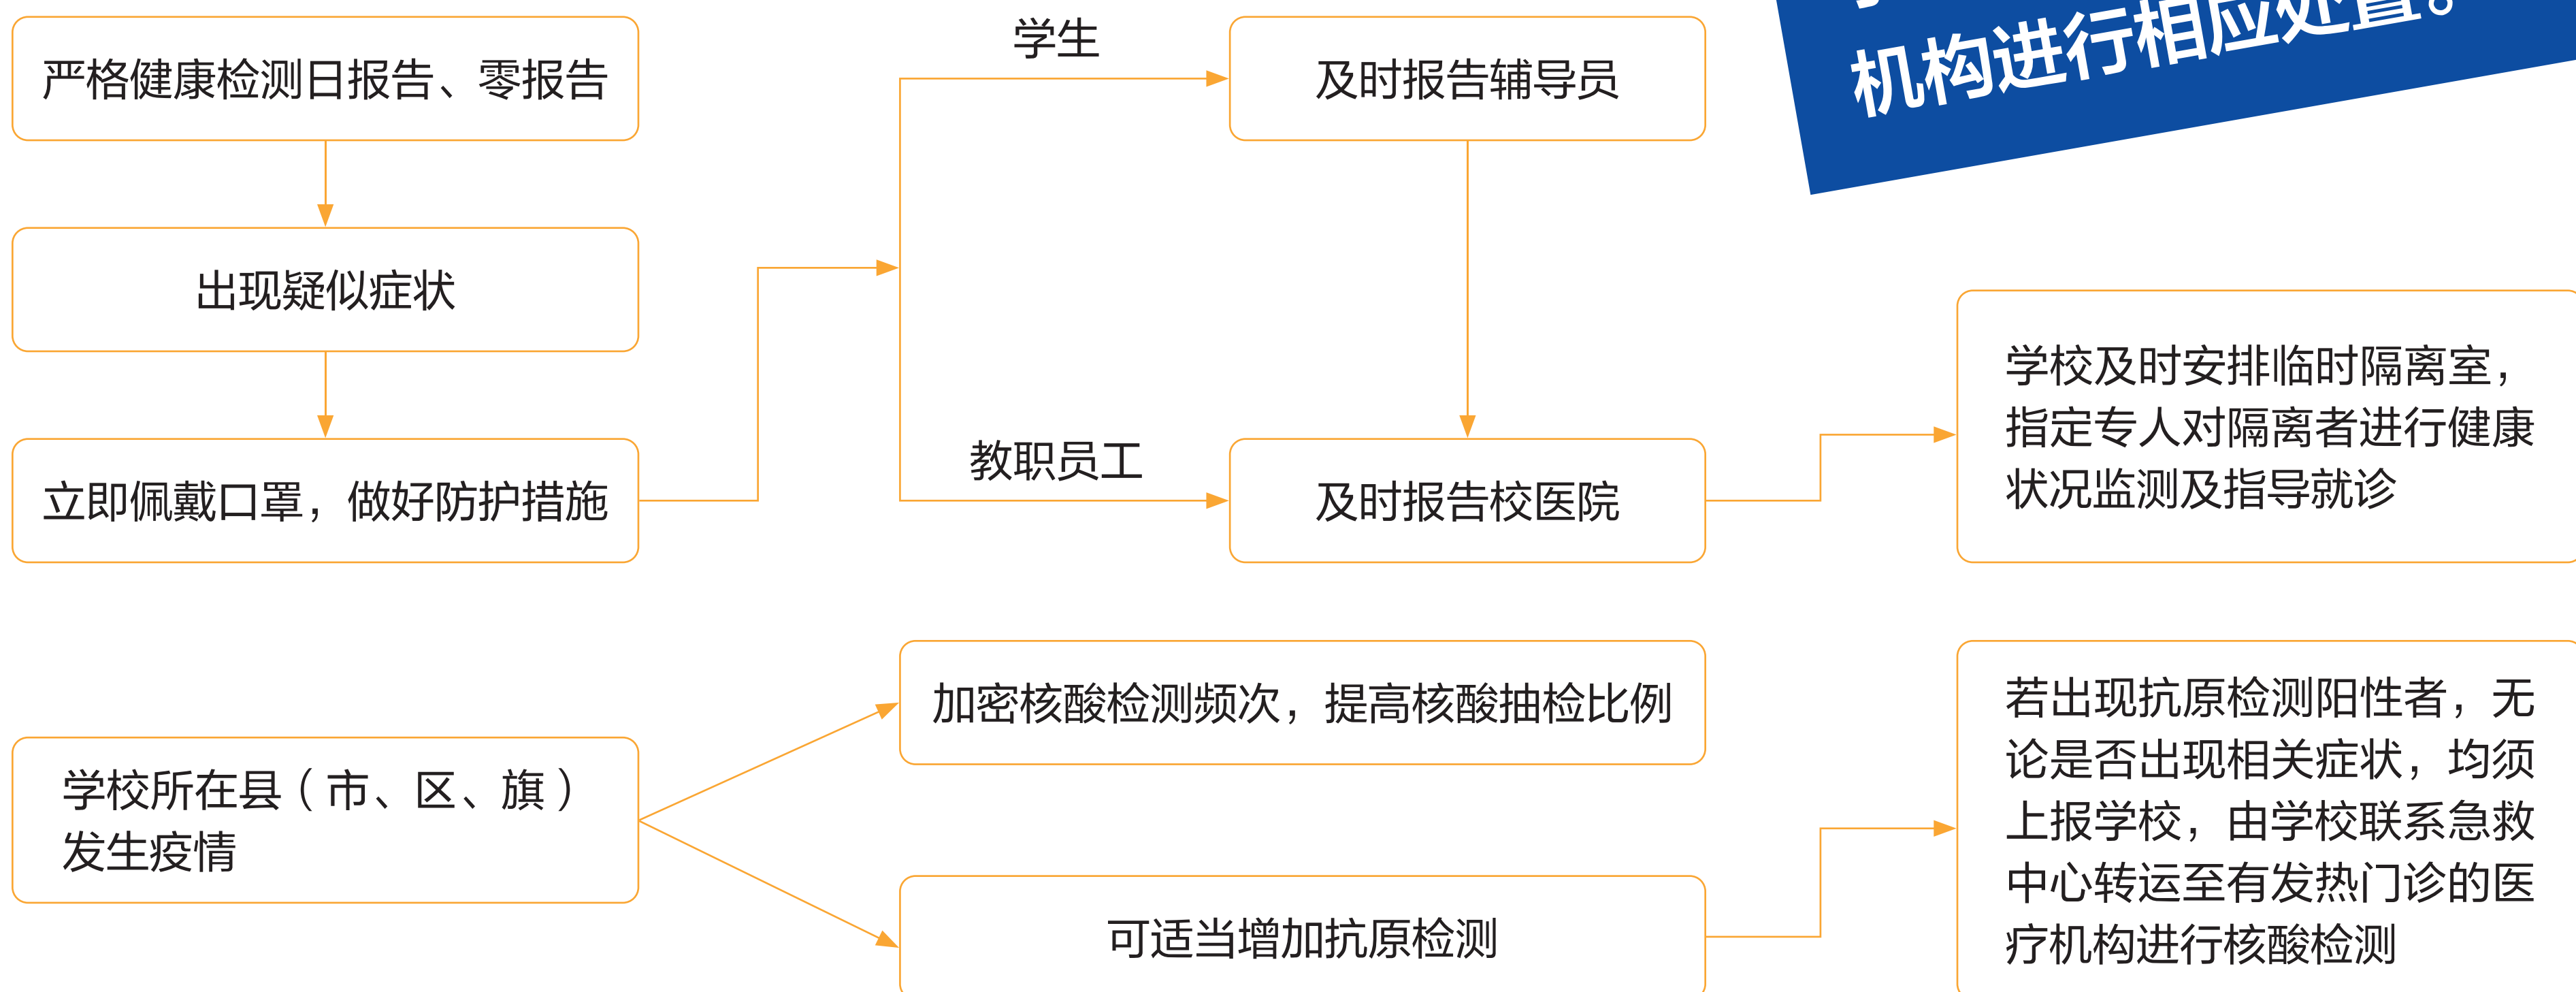 机构进行相应处置。
严格健康检测日报告、零报告
学生
及时报告辅导员
出现疑似症状
立即佩戴口罩，做好防护措施
教职员工
及时报告校医院
学校及时安排临时隔离室，
指定专人对隔离者进行健康
状况监测及指导就诊
学校所在县（市、区、旗）
发生疫情
加密核酸检测频次，提高核酸抽检比例
可适当增加抗原检测
若出现抗原检测阳性者，无
论是否出现相关症状，均须
上报学校，由学校联系急救
中心转运至有发热门诊的医
疗机构进行核酸检测